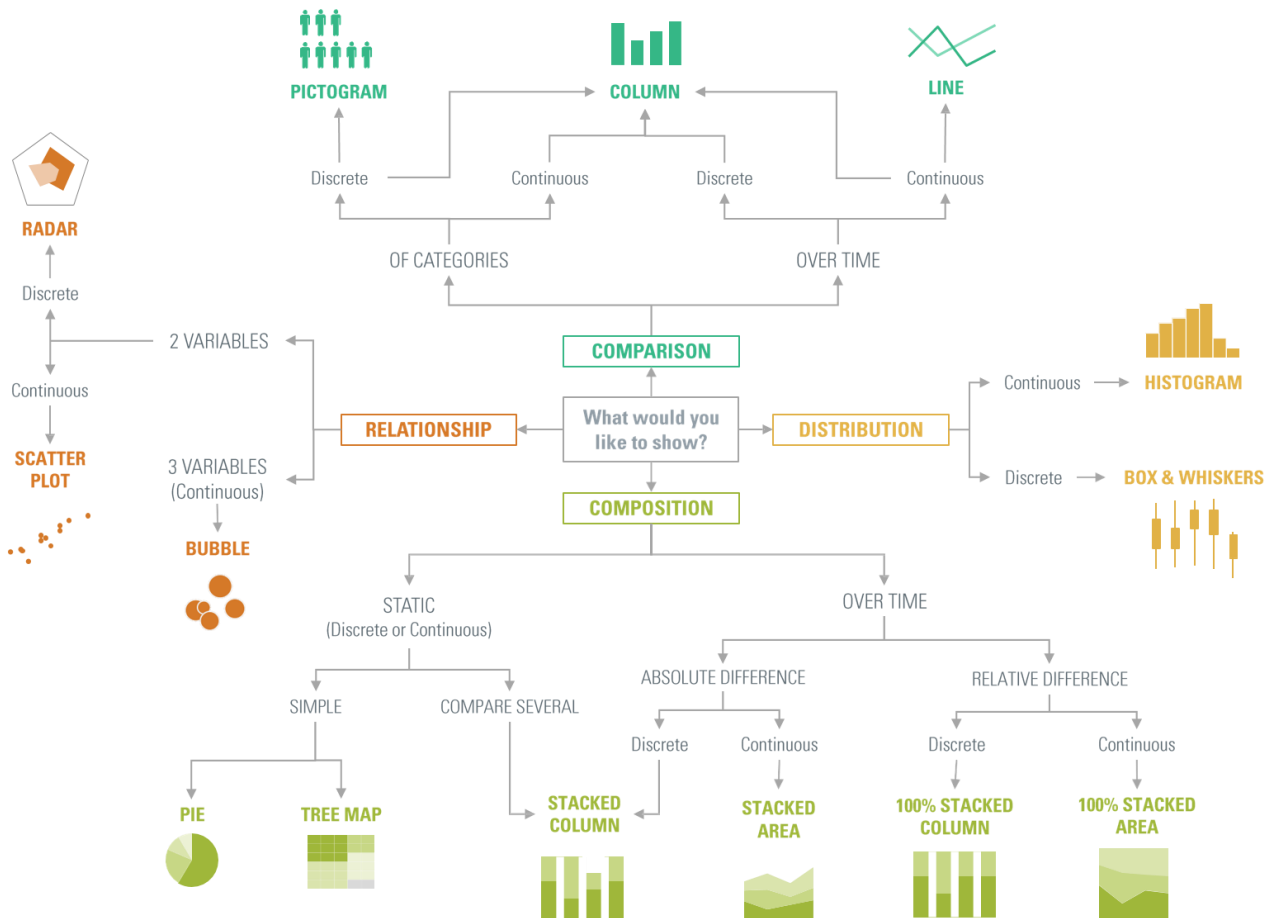 PICTOGRAM
COLUMN
LINE
Discrete
Continuous
Discrete
Continuous
OF CATEGORIES
OVER TIME
RADAR
Discrete
2 VARIABLES
Continuous
SCATTER
PLOT
3 VARIABLES
(Continuous)
BUBBLE
COMPARISON
RELATIONSHIP
What would you
like to show?
DISTRIBUTION
COMPOSITION
Continuous
HISTOGRAM
Discrete
BOX & WHISKERS
STATIC
(Discrete or Continuous)
OVER TIME
SIMPLE
COMPARE SEVERAL
ABSOLUTE DIFFERENCE
RELATIVE DIFFERENCE
Discrete
Continuous
Discrete
Continuous
PIE
TREE MAP
STACKED
COLUMN
STACKED
AREA
100% STACKED
COLUMN
100% STACKED
AREA